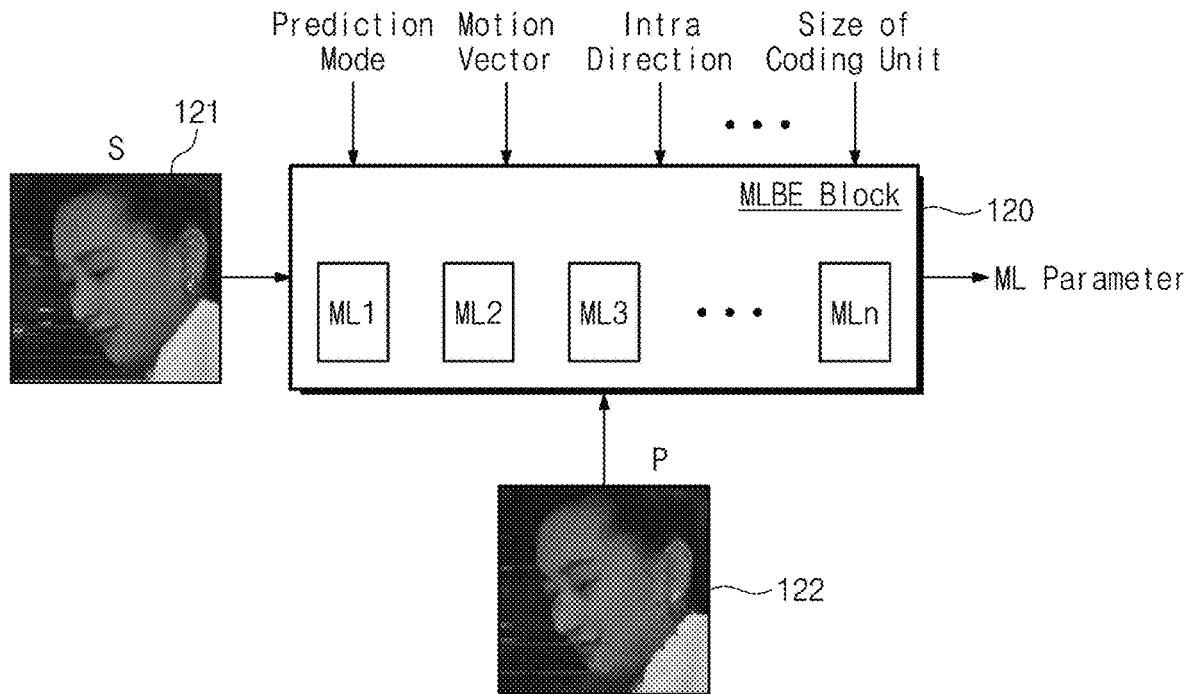 Prediction Mode
Motion Vector
Intra Direction
Size of Coding Unit
• • •
121
S
MLBE Block
120
ML1
ML2
ML3
• • •
MLn
ML Parameter
P
122